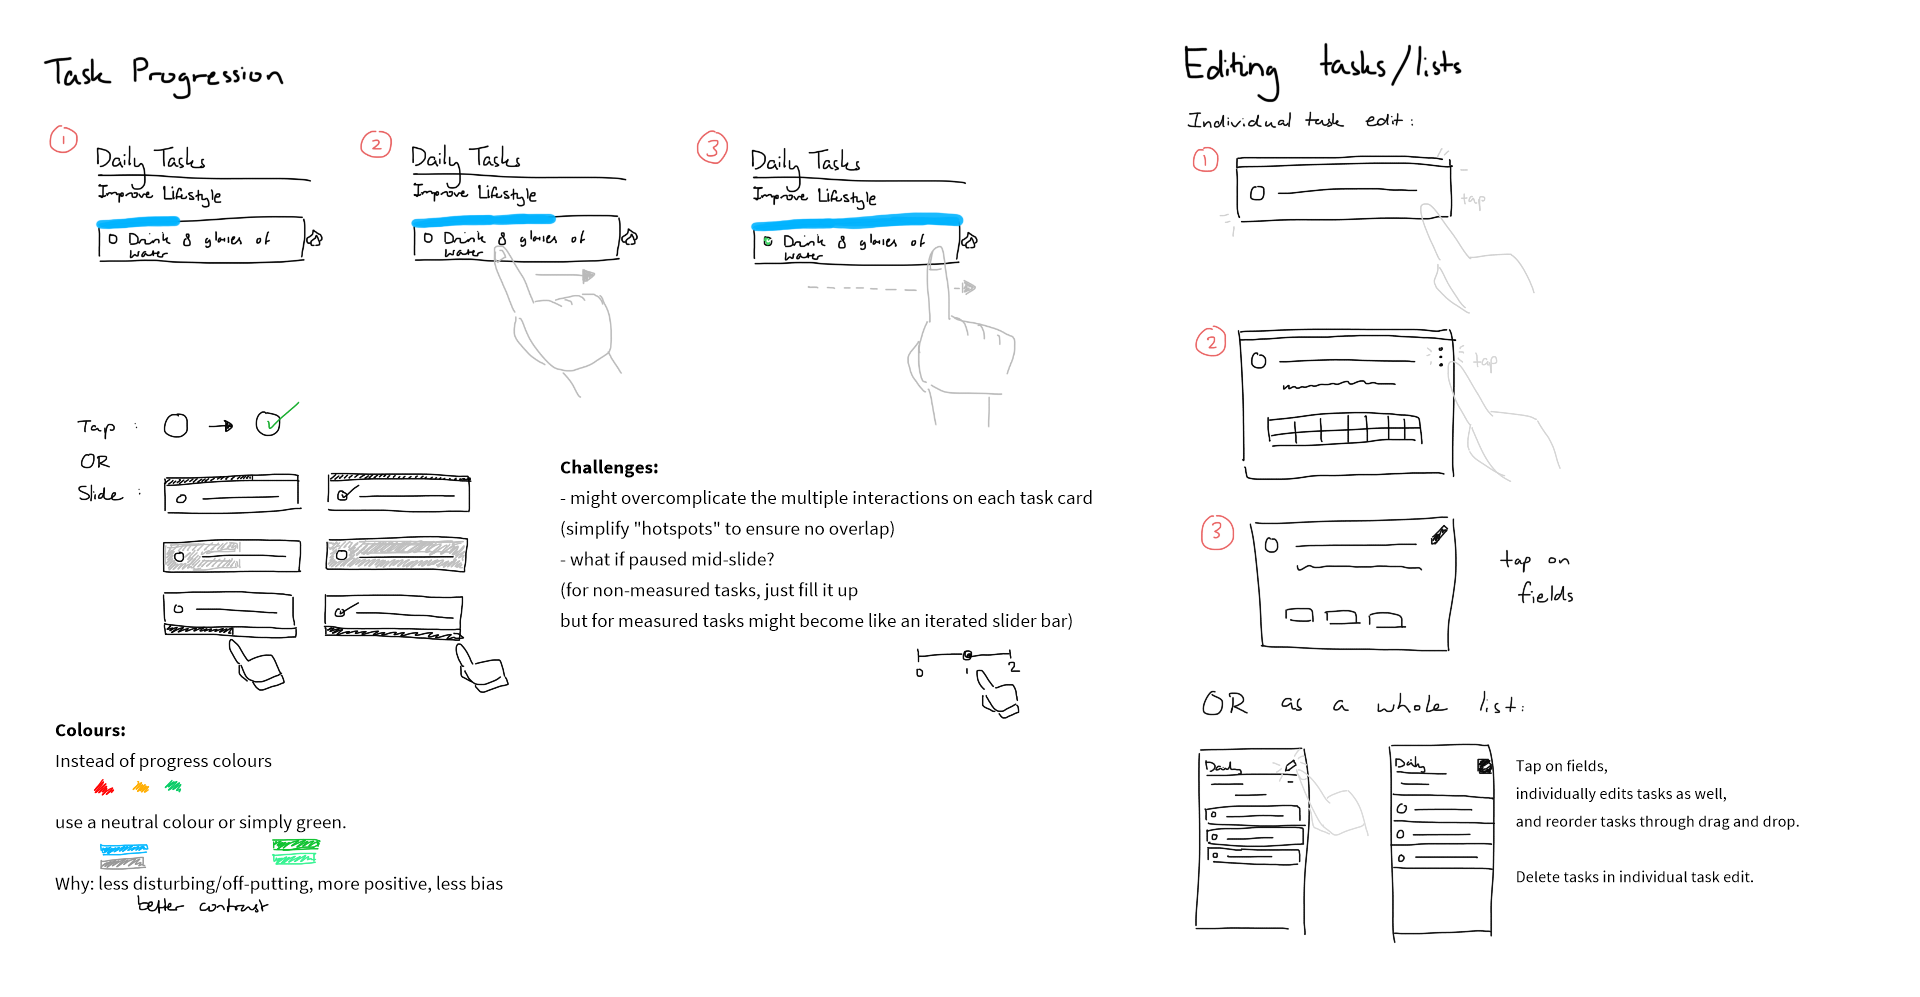 Task Progression
1
Daily Tasks
Improve Lifestyle
Drink 8 glasses of
water
2
Daily Tasks
Improve Lifestyle
Drink 8 glasses of
water
3
Daily Tasks
Improve Lifestyle
Drink 8 glasses of
water
Tap :
OR
Slide :
Challenges:
- might overcomplicate the multiple interactions on each task card
(simplify "hotspots" to ensure no overlap)
- what if paused mid-slide?
(for non-measured tasks, just fill it up
but for measured tasks might become like an iterated slider bar)
0 1 2
Colours:
Instead of progress colours
use a neutral colour or simply green.
Why: less disturbing/off-putting, more positive, less bias
better contrast
Editing tasks/lists
Individual task edit:
1
tap
2
tap
3
tap on
fields
OR as a whole list:
Daily
Daily
Tap on fields,
individually edits tasks as well,
and reorder tasks through drag and drop.
Delete tasks in individual task edit.